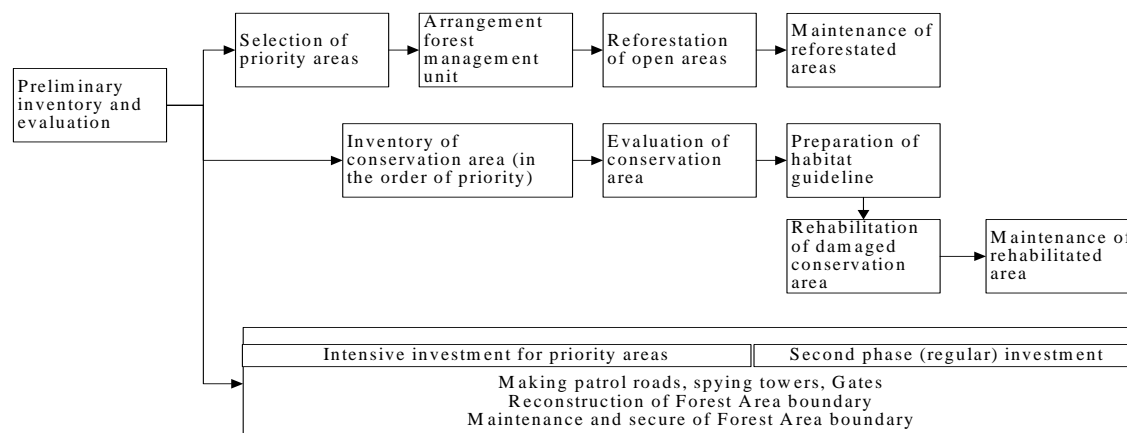 Preliminary
inventory and
evaluation
Selection of
priority areas
Arrangement
forest
management
unit
Reforestation
of open areas
Maintenance of
reforestated
areas
Inventory of
conservation area (in
the order of priority)
Evaluation of
conservation
area
Preparation of
habitat
guideline
Rehabilitation
of damaged
conservation
area
Maintenance of
rehabilitated
area
Intensive investment for priority areas
Second phase (regular) investment
Making patrol roads, spying towers, Gates
Reconstruction of Forest Area boundary
Maintenance and secure of Forest Area boundary